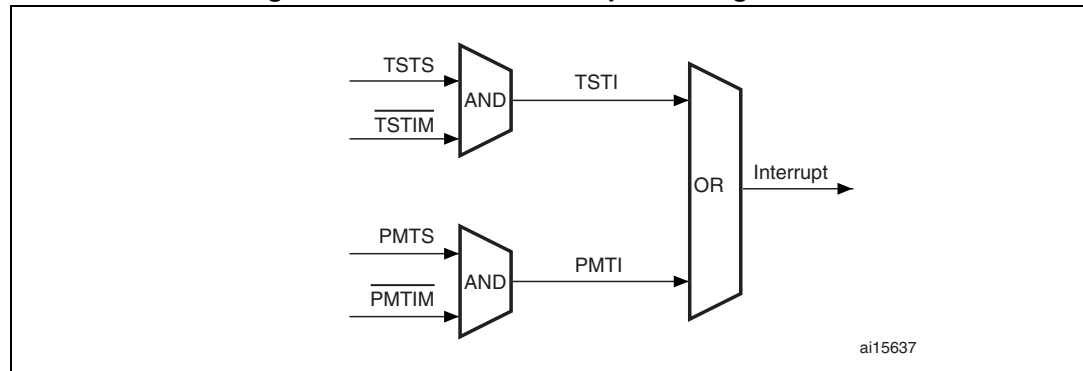 TSTS
TSTI
AND
TSTIM
Interrupt
OR
PMTS
PMTI
AND
PMTIM
ai15637